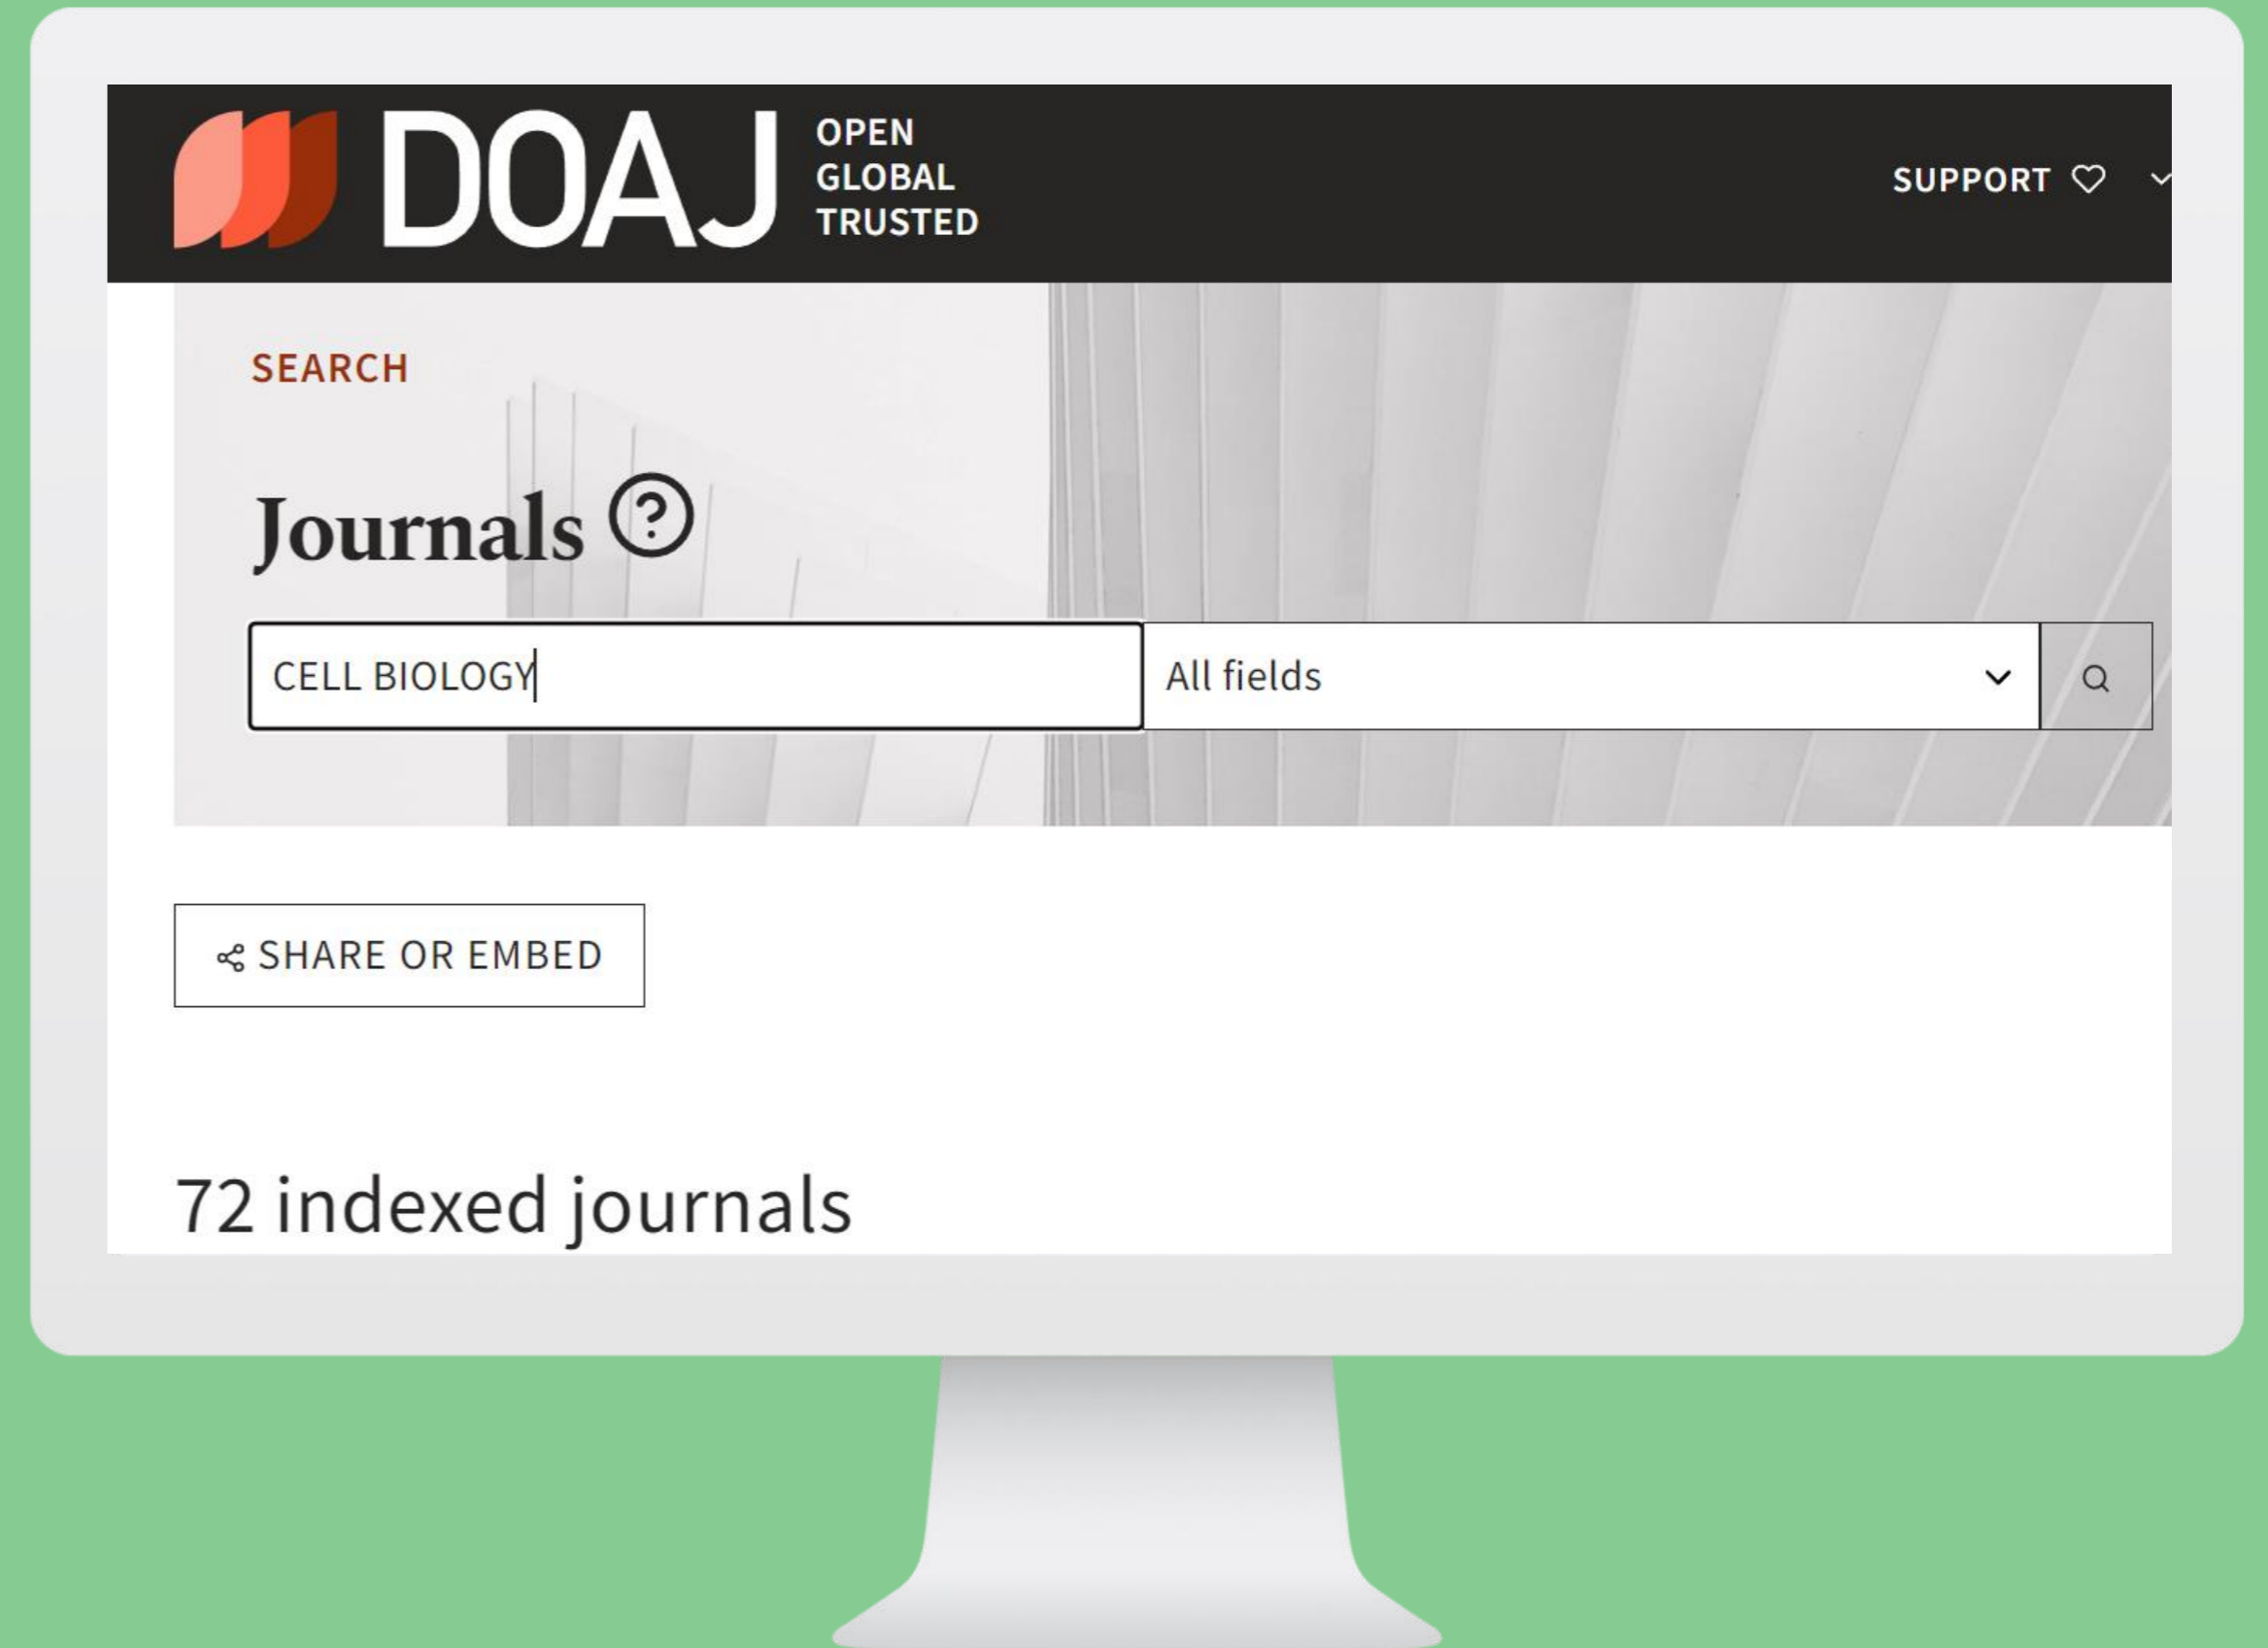 DOAJ
OPEN
GLOBAL
TRUSTED
SUPPORT
SEARCH
Journals ?
CELL BIOLOGY
All fields
SHARE OR EMBED
72 indexed journals